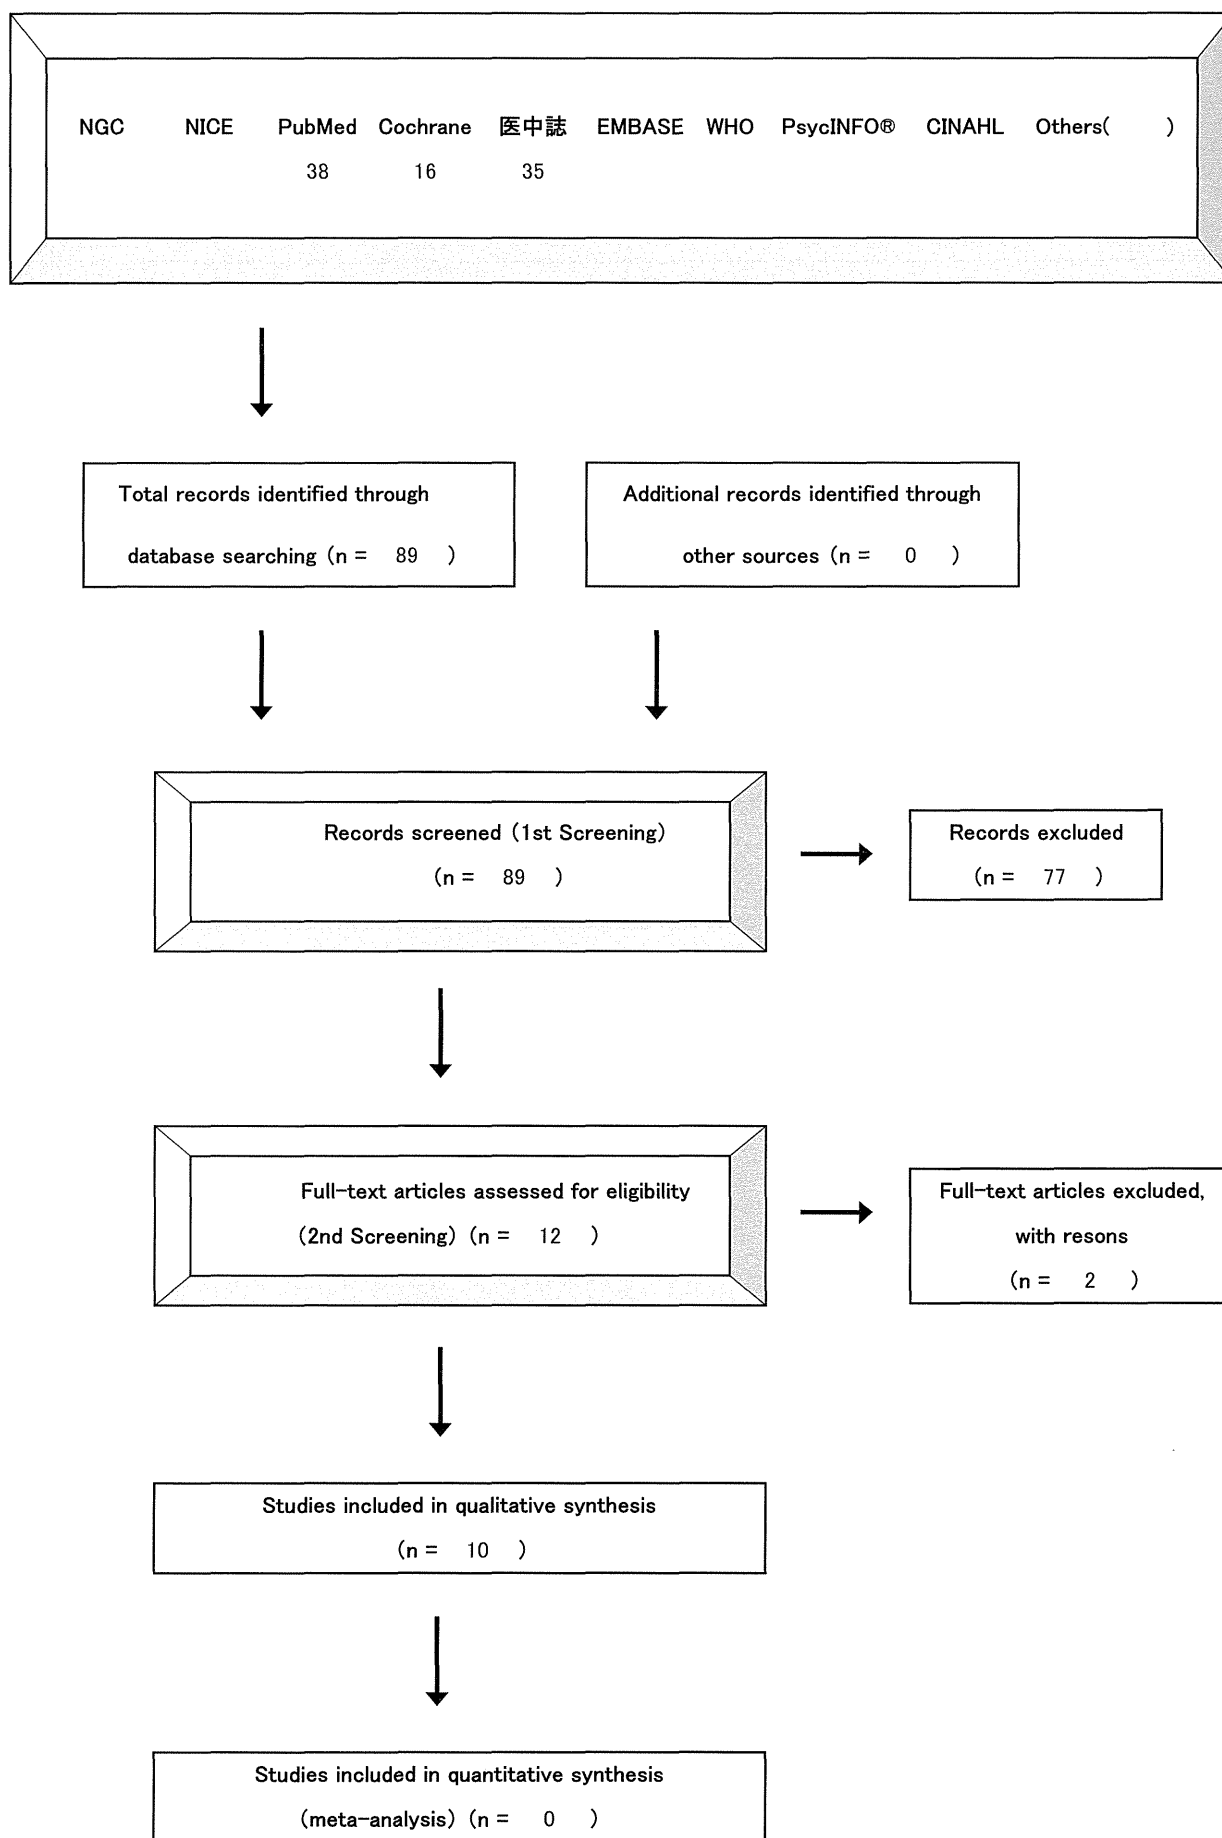 NGC NICE PubMed Cochrane 医中誌 EMBASE WHO PsycINFO® CINAHL Others( )
38 16 35
Total records identified through
database searching (n = 89 )
Additional records identified through
other sources (n = 0 )
Records screened (1st Screening)
(n = 89 )
Records excluded
(n = 77 )
Full-text articles assessed for eligibility
(2nd Screening) (n = 12 )
Full-text articles excluded,
with resons
(n = 2 )
Studies included in qualitative synthesis
(n = 10 )
Studies included in quantitative synthesis
(meta-analysis) (n = 0 )